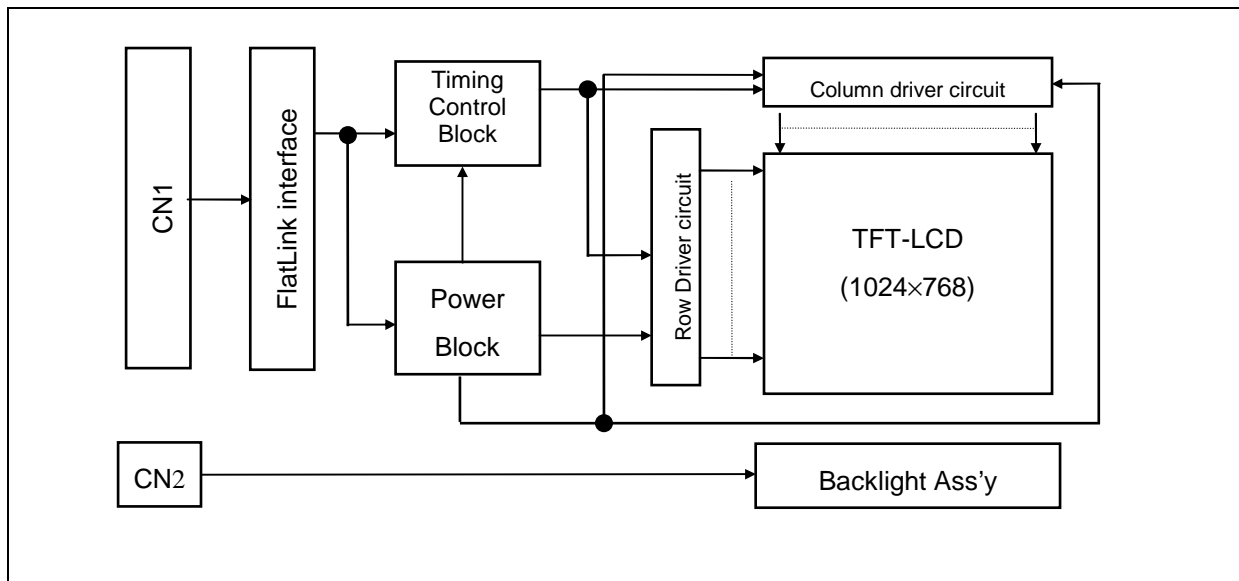 CN1
FlatLink interface
Timing
Control
Block
Power
Block
Row Driver circuit
Column driver circuit
TFT-LCD
(1024×768)
CN2
Backlight Ass’y